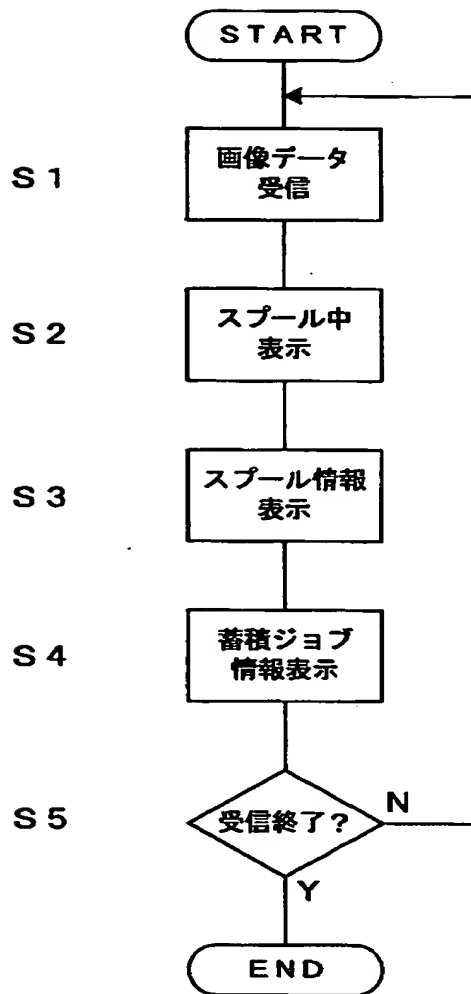 START
S1
画像データ
受信
S2
スプール中
表示
S3
スプール情報
表示
S4
蓄積ジョブ
情報表示
S5
受信終了?
N
Y
END